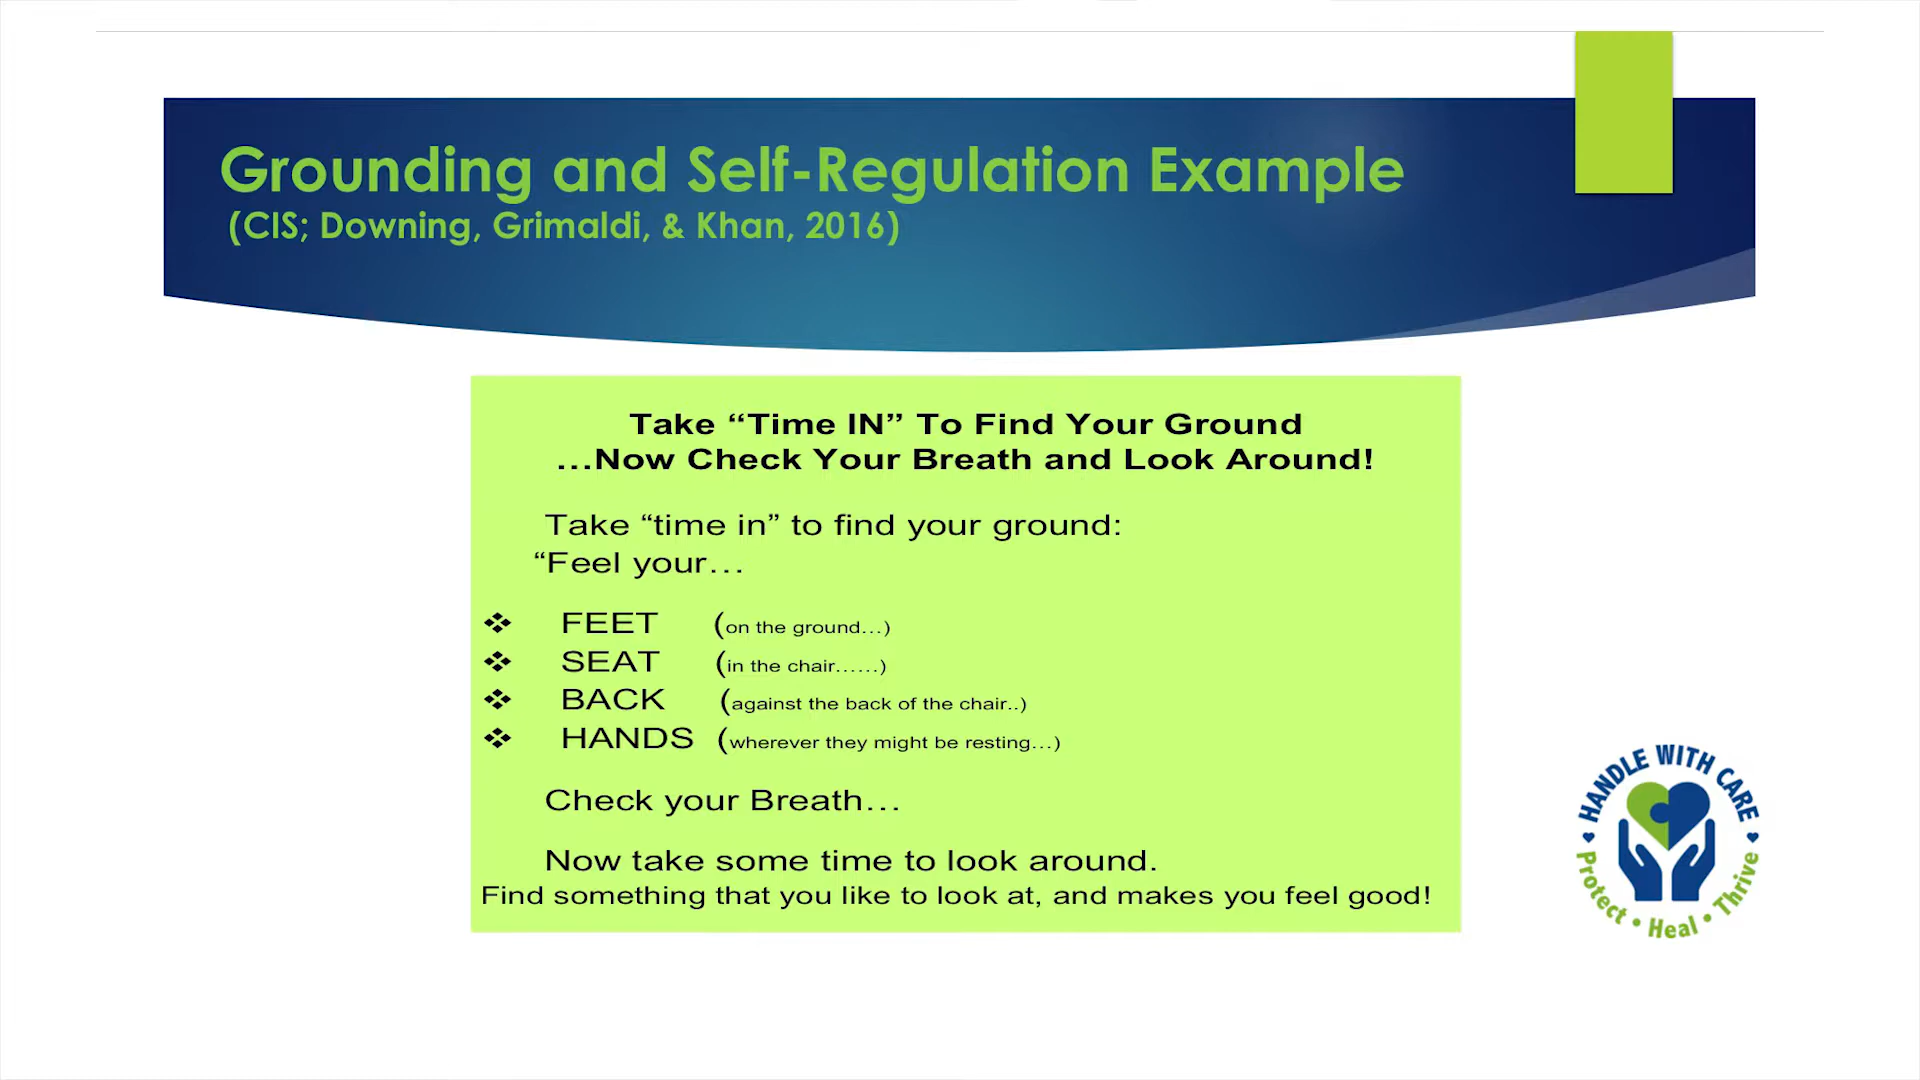 Grounding and Self-Regulation Example
(CIS; Downing, Grimaldi, & Khan, 2016)
Take “Time IN” To Find Your Ground
…Now Check Your Breath and Look Around!
Take “time in” to find your ground:
“Feel your…
❖ FEET (on the ground…)
❖ SEAT (in the chair……)
❖ BACK (against the back of the chair..)
❖ HANDS (wherever they might be resting…)
Check your Breath…
Now take some time to look around.
Find something that you like to look at, and makes you feel good!
HANDLE WITH CARE
Protect • Heal • Thrive